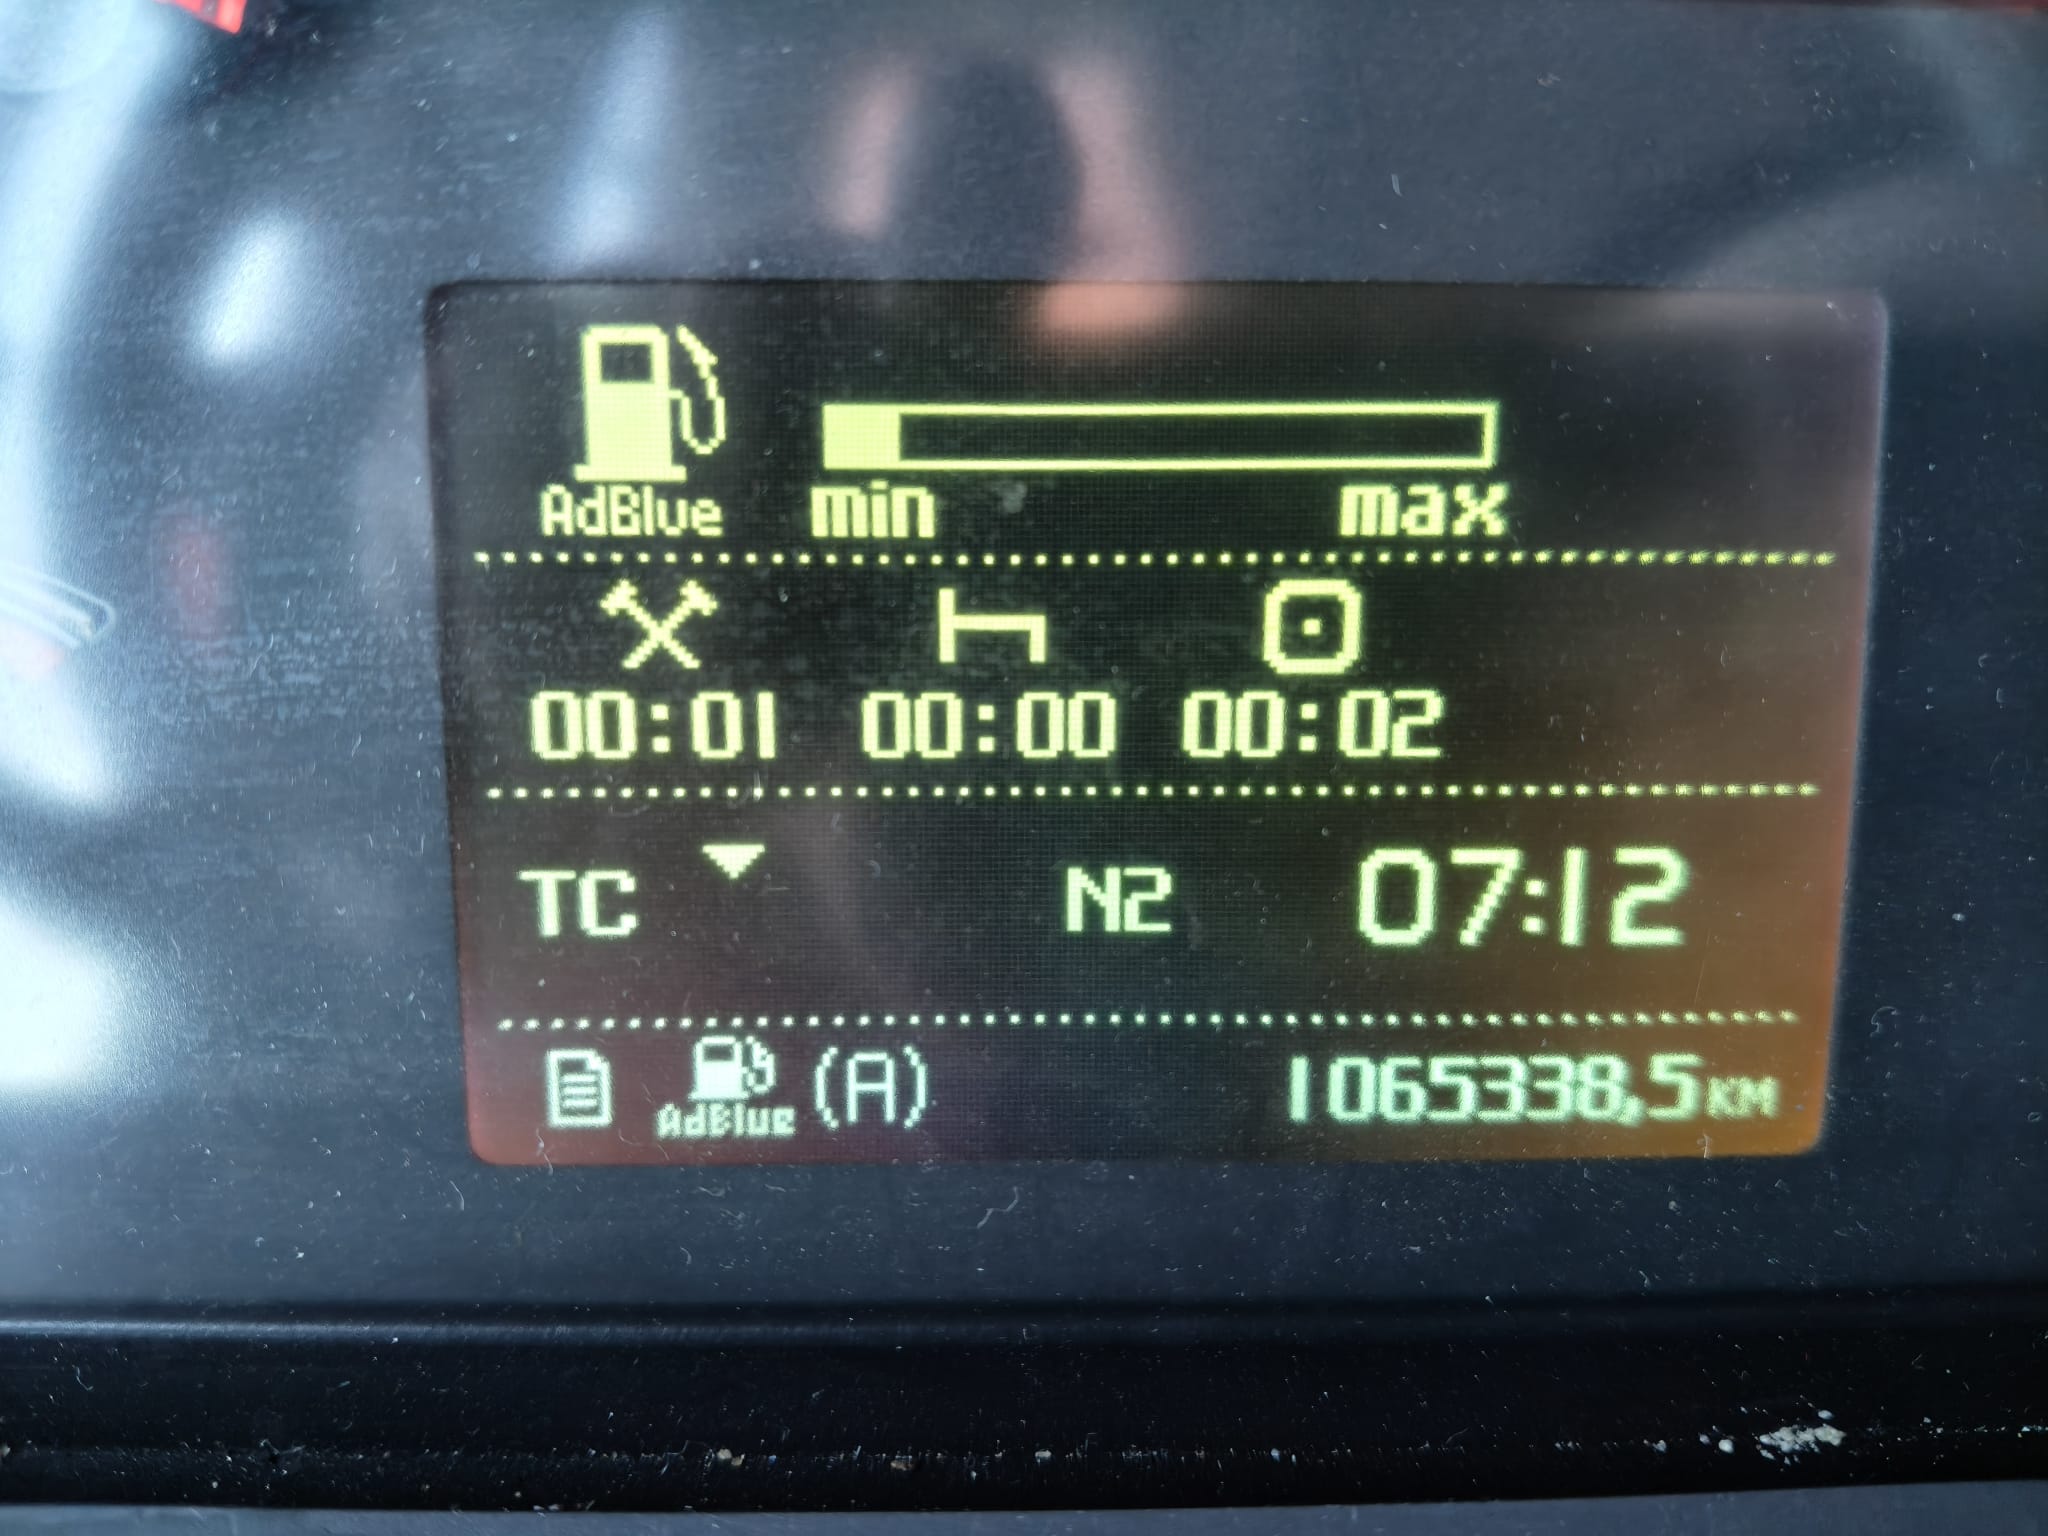 AdBlue
min max
00:01 00:00 00:02
TC N2 07:12
AdBlue (A) 1065338,5 KM